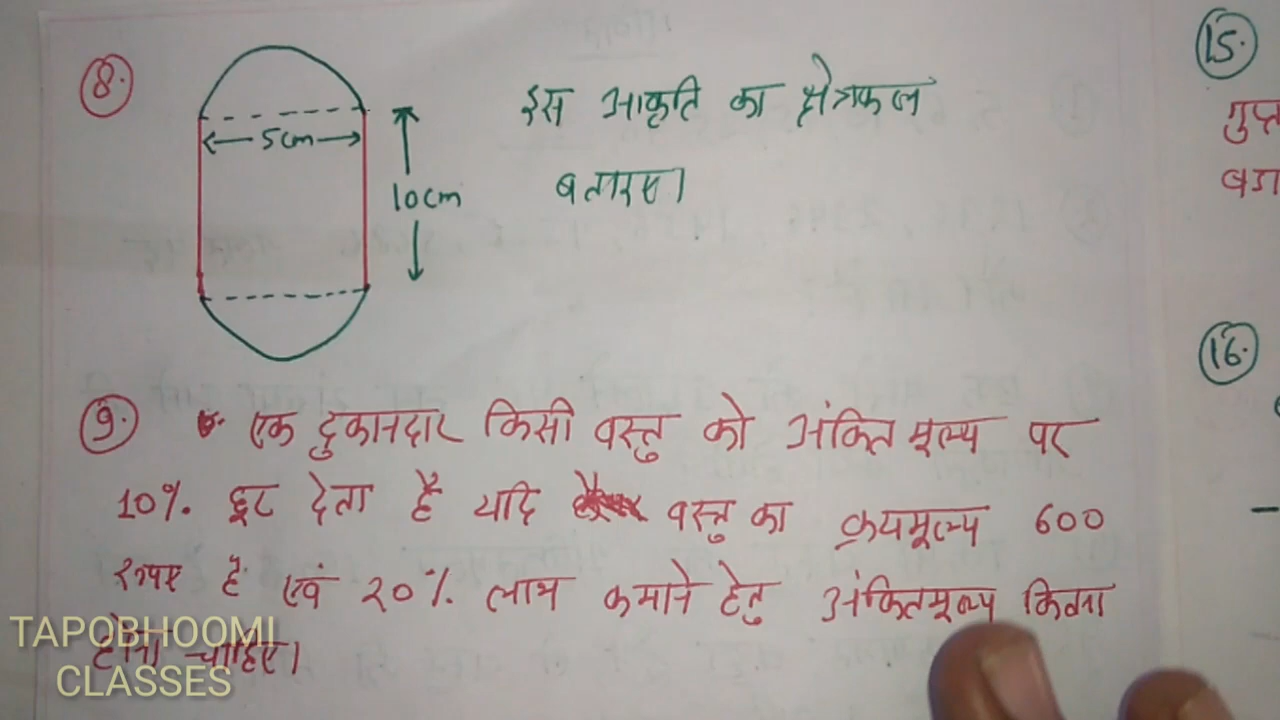 8.
5cm
10cm
इस आकृति का क्षेत्रफल
बताइए।
9. एक दुकानदार किसी वस्तु को अंकित मूल्य पर
10% छूट देता है यदि वस्तु का क्रयमूल्य 600
रुपए है एवं 20% लाभ कमाने हेतु अंकितमूल्य कितना
होना चाहिए।
15.
गुप्त
16.
TAPOBHOOMI
CLASSES